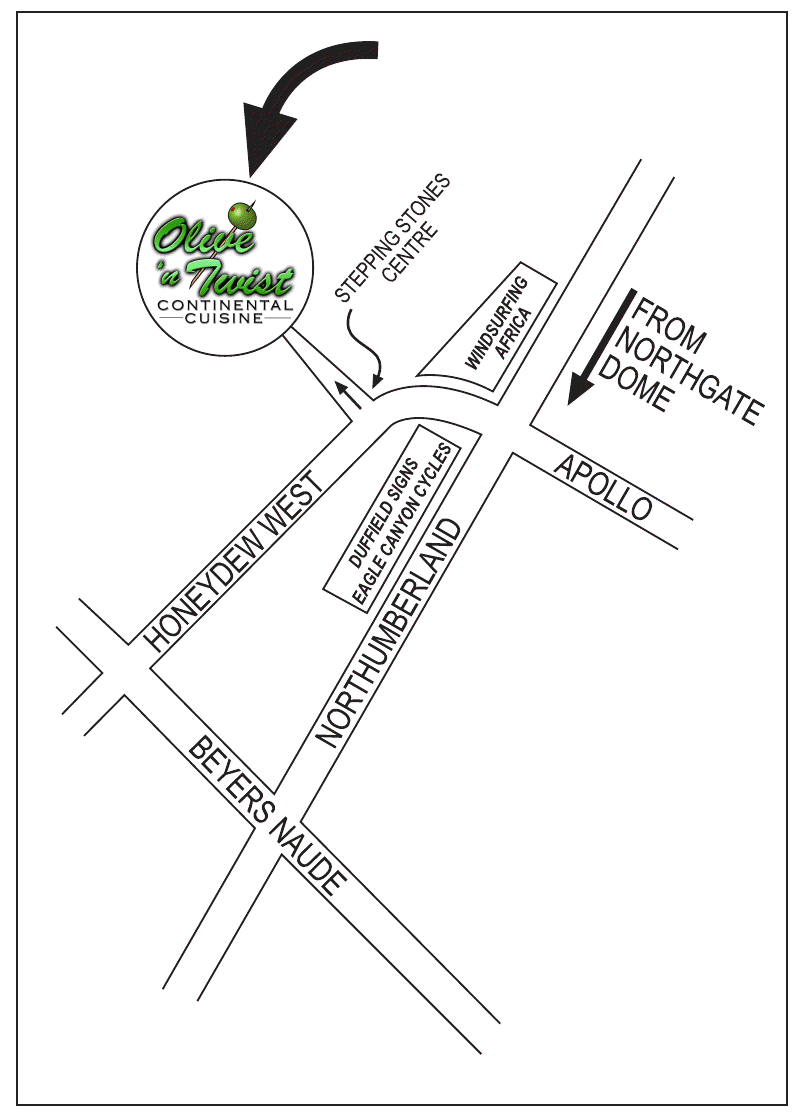 Olive
'n Twist
CONTINENTAL
CUISINE
STEPPING STONES
CENTRE
WINDSURFING
AFRICA
FROM
NORTHGATE
DOME
APOLLO
DUFFIELD SIGNS
EAGLE CANYON CYCLES
HONEYDEW WEST
NORTHUMBERLAND
BEYERS NAUDE